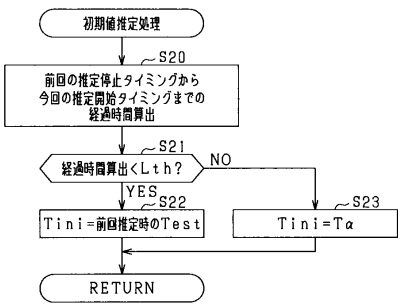 初期値推定処理
S20
前回の推定停止タイミングから
今回の推定開始タイミングまでの
経過時間算出
S21
経過時間算出<Lth?
NO
YES
S22
S23
Tini=前回推定時のTest
Tini=Tα
RETURN